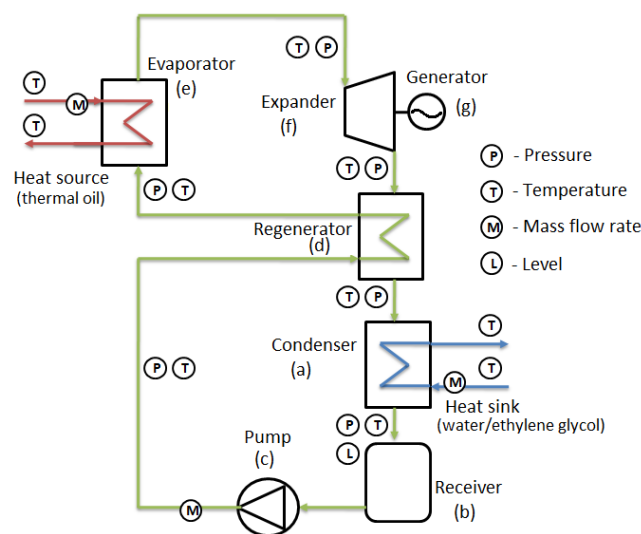 T P
Evaporator
(e)
Generator
(g)
Expander
(f)
T
M
T
Heat source
(thermal oil)
P T
T P
P - Pressure
T - Temperature
M - Mass flow rate
L - Level
Regenerator
(d)
T P
Condenser
(a)
T
T
M
Heat sink
(water/ethylene glycol)
P T
P T
L
Pump
(c)
M
Receiver
(b)